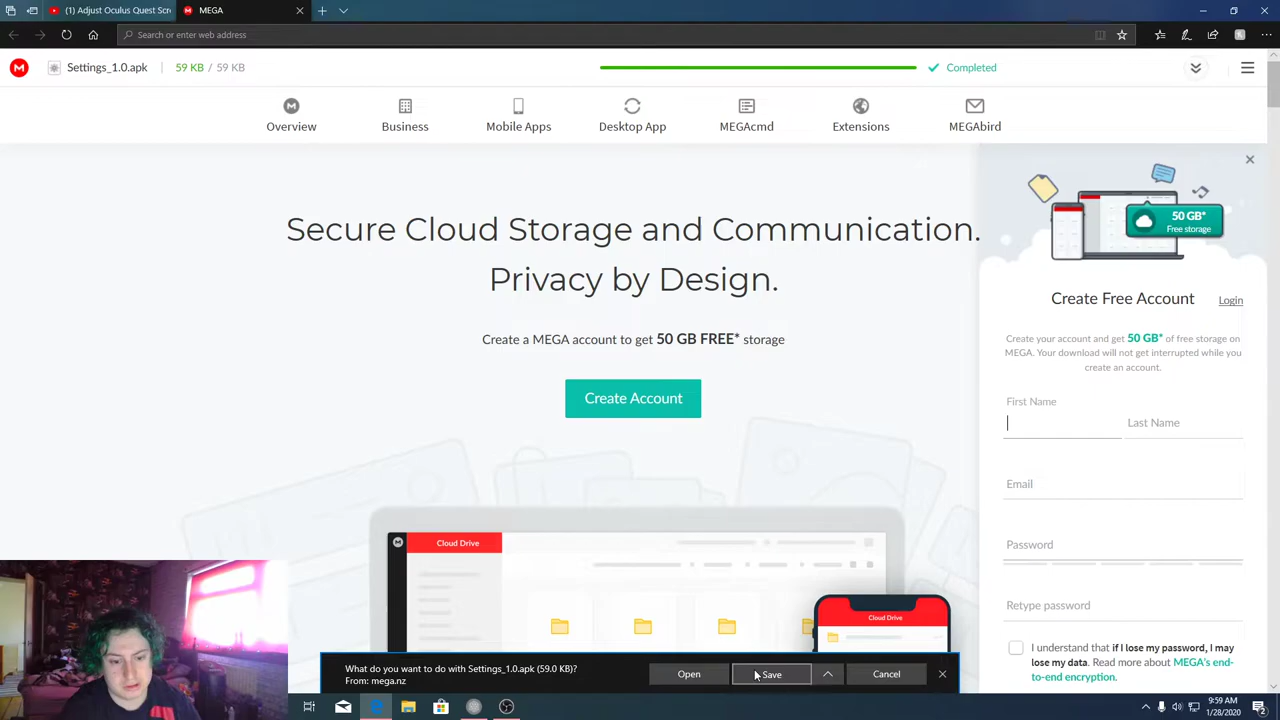 (1) Adjust Oculus Quest Scre
MEGA
Search or enter web address
Settings_1.0.apk
59 KB / 59 KB
Completed
Overview
Business
Mobile Apps
Desktop App
MEGAcmd
Extensions
MEGAbird
Secure Cloud Storage and Communication.
Privacy by Design.
Create a MEGA account to get 50 GB FREE* storage
Create Account
50 GB*
Free storage
Create Free Account
Login
Create your account and get 50 GB* of free storage on
MEGA. Your download will not get interrupted while you
create an account.
First Name
Last Name
Email
Password
Retype password
I understand that if I lose my password, I may
lose my data. Read more about MEGA's end-
to-end encryption.
Cloud Drive
Cloud Drive
What do you want to do with Settings_1.0.apk (59.0 KB)?
From: mega.nz
Open
Save
Cancel
9:59 AM
1/28/2020
2